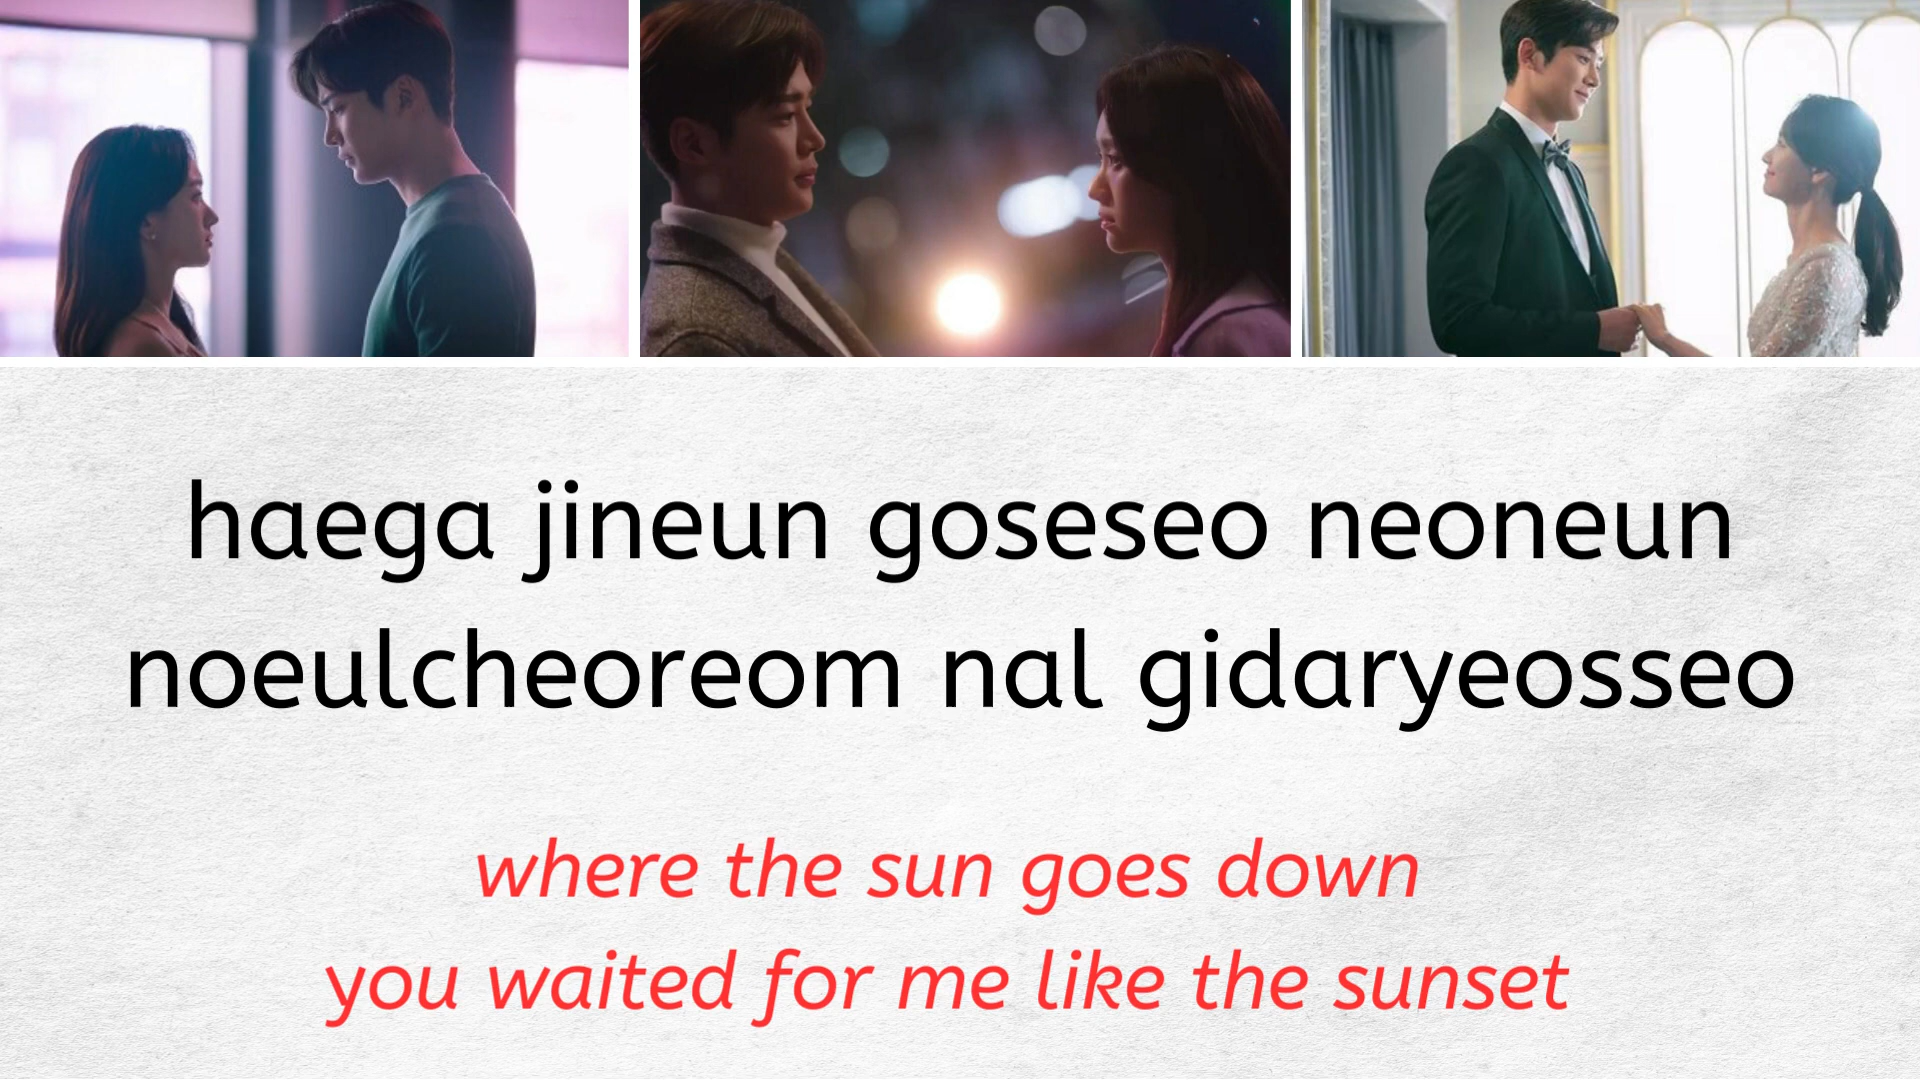 haega jineun goseseo neoneun
noeulcheoreom nal gidaryeosseo
where the sun goes down
you waited for me like the sunset